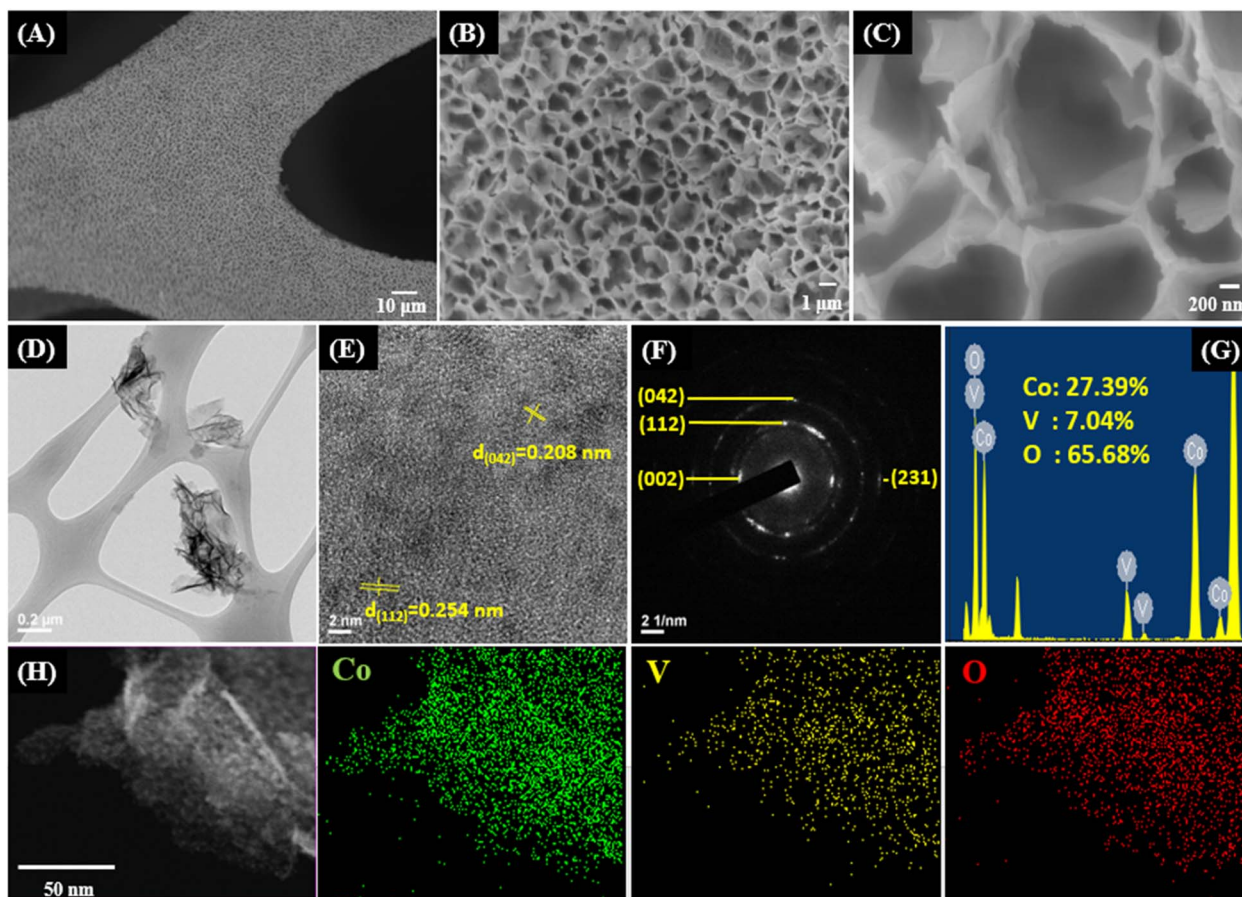 (A)
10 μm
(B)
1 μm
(C)
200 nm
(D)
0.2 μm
(E)
d(042)=0.208 nm
d(112)=0.254 nm
2 nm
(F)
(042)
(112)
(002)
(231)
2 1/nm
(G)
O
V
Co
Co: 27.39%
V : 7.04%
O : 65.68%
V
V
Co
Co
(H)
50 nm
Co
V
O